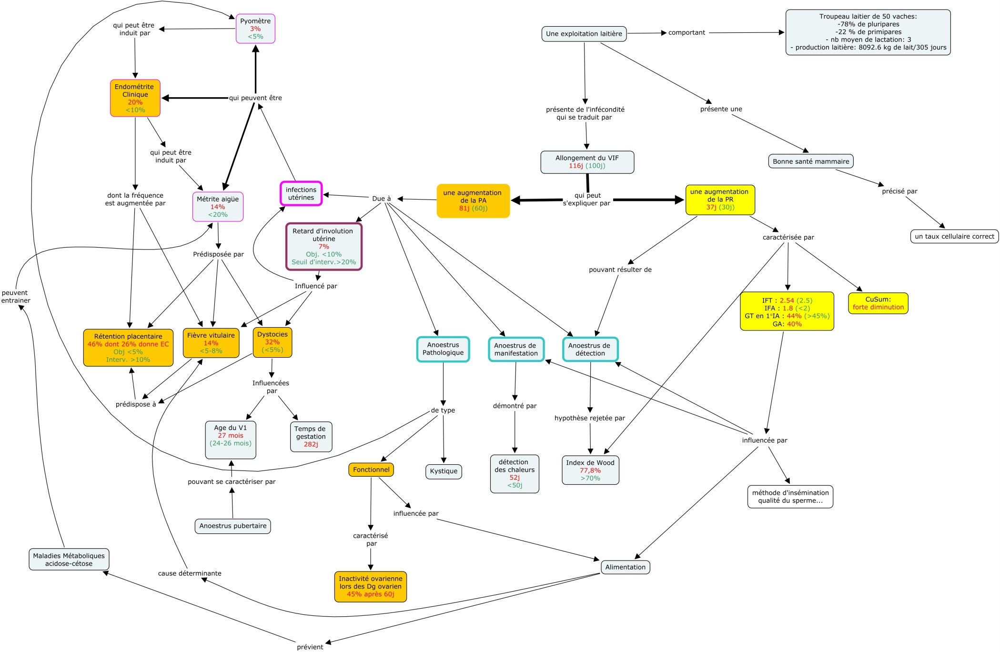 Pyomètre
3%
<5%
qui peut être
induit par
Endométrite
Clinique
20%
<10%
qui peuvent être
qui peut être
induit par
dont la fréquence
est augmentée par
Métrite aigüe
14%
<20%
infections
utérines
Due à
une augmentation
de la PA
81j (60j)
Retard d'involution
utérine
7%
Obj. <10%
Seuil d'interv.>20%
Prédisposée par
Influencé par
peuvent
entrainer
Rétention placentaire
46% dont 26% donne EC
Obj <5%
Interv. >10%
Fièvre vitulaire
14%
<5-8%
Dystocies
32%
(<5%)
prédispose à
Influencées
par
Age du V1
27 mois
(24-26 mois)
Temps de
gestation
282j
pouvant se caractériser par
Anoestrus pubertaire
Maladies Métaboliques
acidose-cétose
cause déterminante
prévient
Une exploitation laitière
comportant
Troupeau laitier de 50 vaches:
-78% de pluripares
-22 % de primipares
- nb moyen de lactation: 3
- production laitière: 8092.6 kg de lait/305 jours
présente de l'infécondité
qui se traduit par
présente une
Allongement du VIF
116j (100j)
Bonne santé mammaire
qui peut
s'expliquer par
une augmentation
de la PR
37j (30j)
précisé par
un taux cellulaire correct
caractérisée par
pouvant résulter de
IFT : 2.54 (2.5)
IFA : 1.8 (<2)
GT en 1°IA : 44% (>45%)
GA: 40%
CuSum:
forte diminution
Anoestrus
Pathologique
Anoestrus de
manifestation
Anoestrus de
détection
de type
démontré par
hypothèse rejetée par
influencée par
Fonctionnel
Kystique
détection
des chaleurs
52j
<50j
Index de Wood
77,8%
>70%
méthode d'insémination
qualité du sperme...
influencée par
caractérisé
par
Inactivité ovarienne
lors des Dg ovarien
45% après 60j
Alimentation